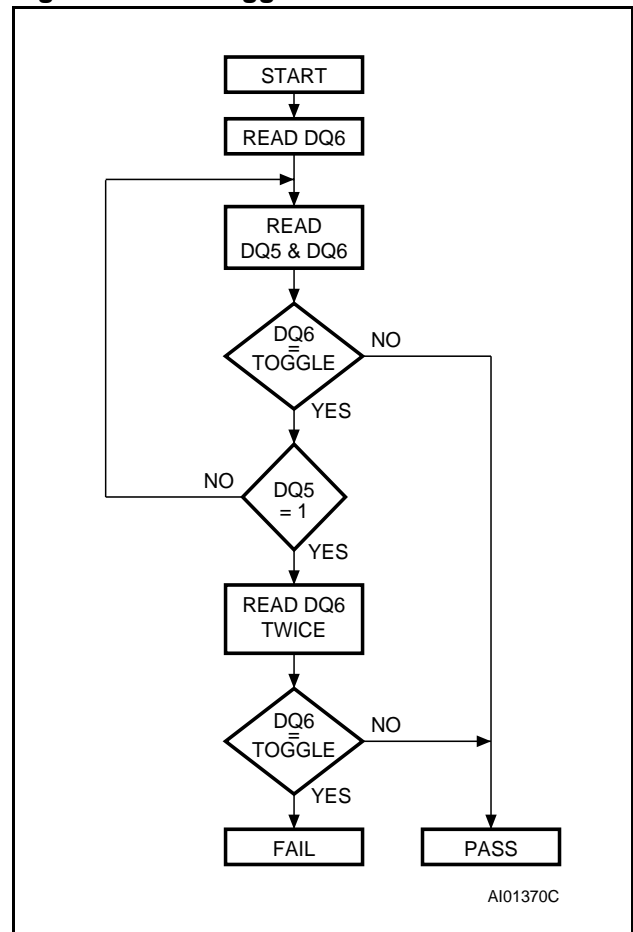 START
READ DQ6
READ
DQ5 & DQ6
DQ6
=
TOGGLE
NO
YES
NO
DQ5
= 1
YES
READ DQ6
TWICE
DQ6
=
TOGGLE
NO
YES
FAIL
PASS
AI01370C